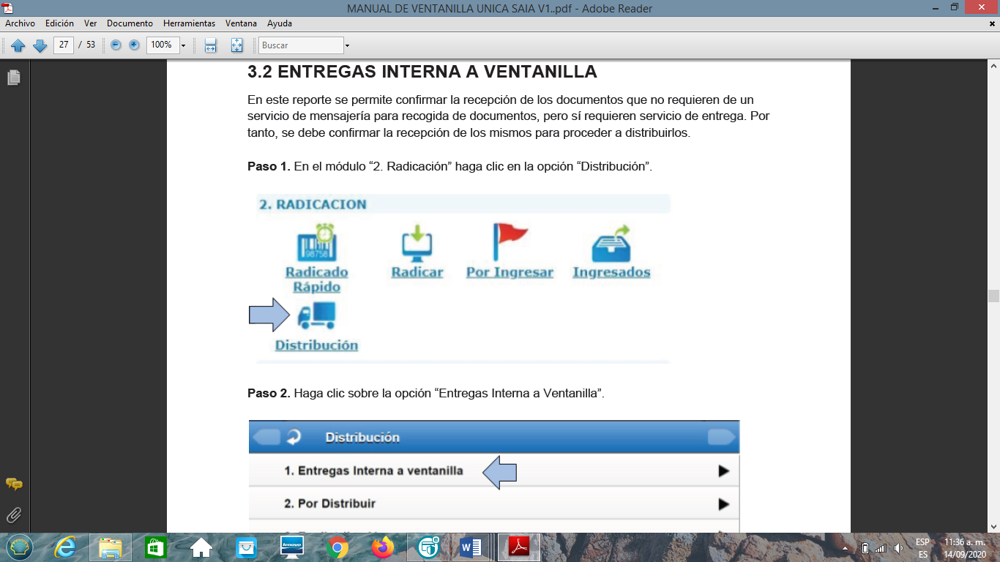 MANUAL DE VENTANILLA UNICA SAIA V1..pdf - Adobe Reader
Archivo Edición Ver Documento Herramientas Ventana Ayuda
27 / 53 100% Buscar
3.2 ENTREGAS INTERNA A VENTANILLA
En este reporte se permite confirmar la recepción de los documentos que no requieren de un
servicio de mensajería para recogida de documentos, pero sí requieren servicio de entrega. Por
tanto, se debe confirmar la recepción de los mismos para proceder a distribuirlos.
Paso 1. En el módulo “2. Radicación” haga clic en la opción “Distribución”.
2. RADICACION
98758
Radicado
Rápido
Radicar
Por Ingresar
Ingresados
Distribución
Paso 2. Haga clic sobre la opción “Entregas Interna a Ventanilla”.
Distribución
1. Entregas Interna a ventanilla
2. Por Distribuir
lenovo
ESP
ES
11:36 a. m.
14/09/2020